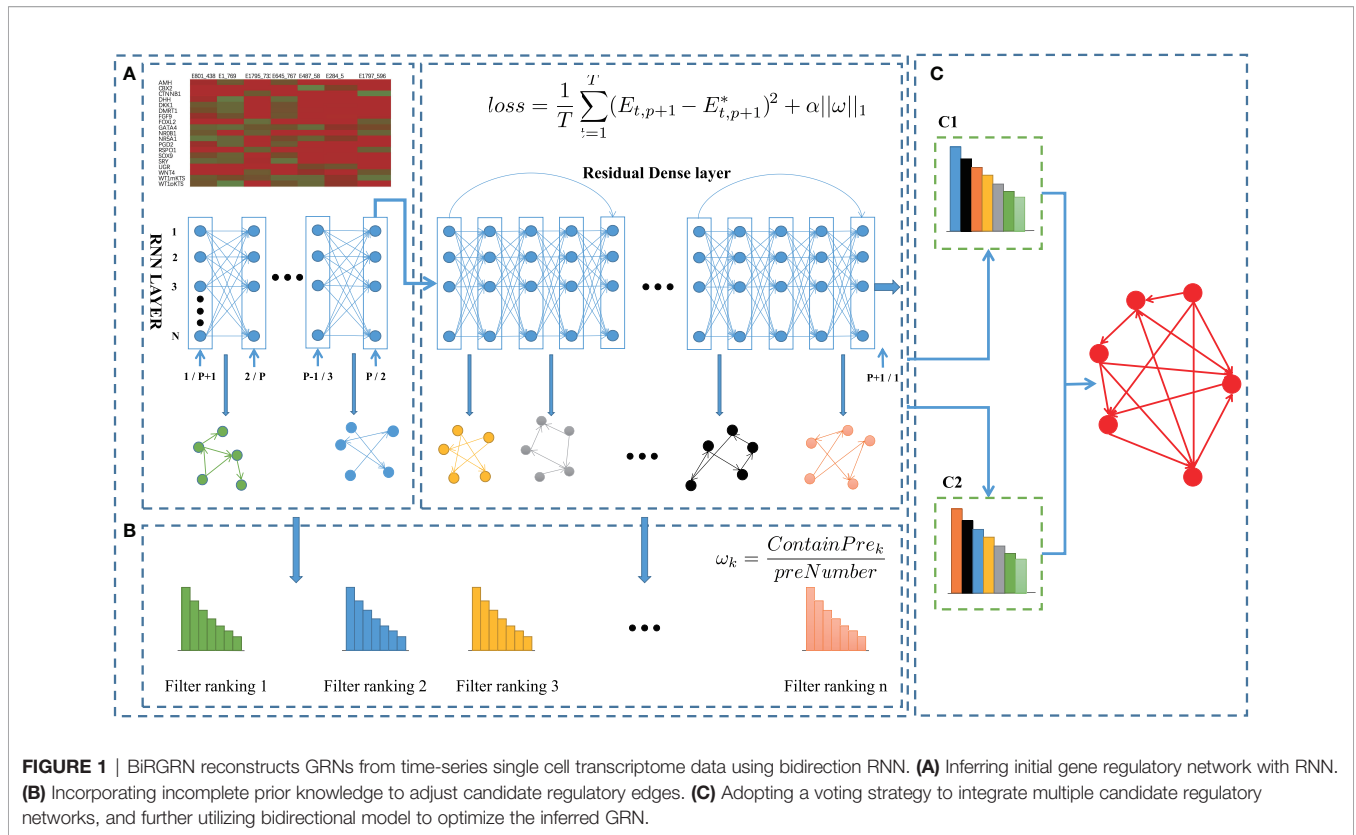 A
E801_438 E1_769 E1795_73: E645_767 E487_58 E284_5 E1797_596
AMH
CBX2
CTNNB1
DHH
DKK1
DMRT1
FGF9
FOXL2
GATA4
NR0B1
NR5A1
PGD2
RSPO1
SOX9
SRY
UGR
WNT4
WT1mKTS
WT1pKTS
RNN LAYER
1
2
3
N
1 / P+1 2 / P P-1 / 3 P / 2
loss = \frac{1}{T} \sum_{t=1}^{T} (E_{t,p+1} - E^*_{t,p+1})^2 + α||ω||_1
Residual Dense layer
P+1 / 1
B
ω_k = \frac{ContainPre_k}{preNumber}
Filter ranking 1 Filter ranking 2 Filter ranking 3 Filter ranking n
C
C1
C2
FIGURE 1 | BiRGRN reconstructs GRNs from time-series single cell transcriptome data using bidirection RNN. (A) Inferring initial gene regulatory network with RNN.
(B) Incorporating incomplete prior knowledge to adjust candidate regulatory edges. (C) Adopting a voting strategy to integrate multiple candidate regulatory
networks, and further utilizing bidirectional model to optimize the inferred GRN.